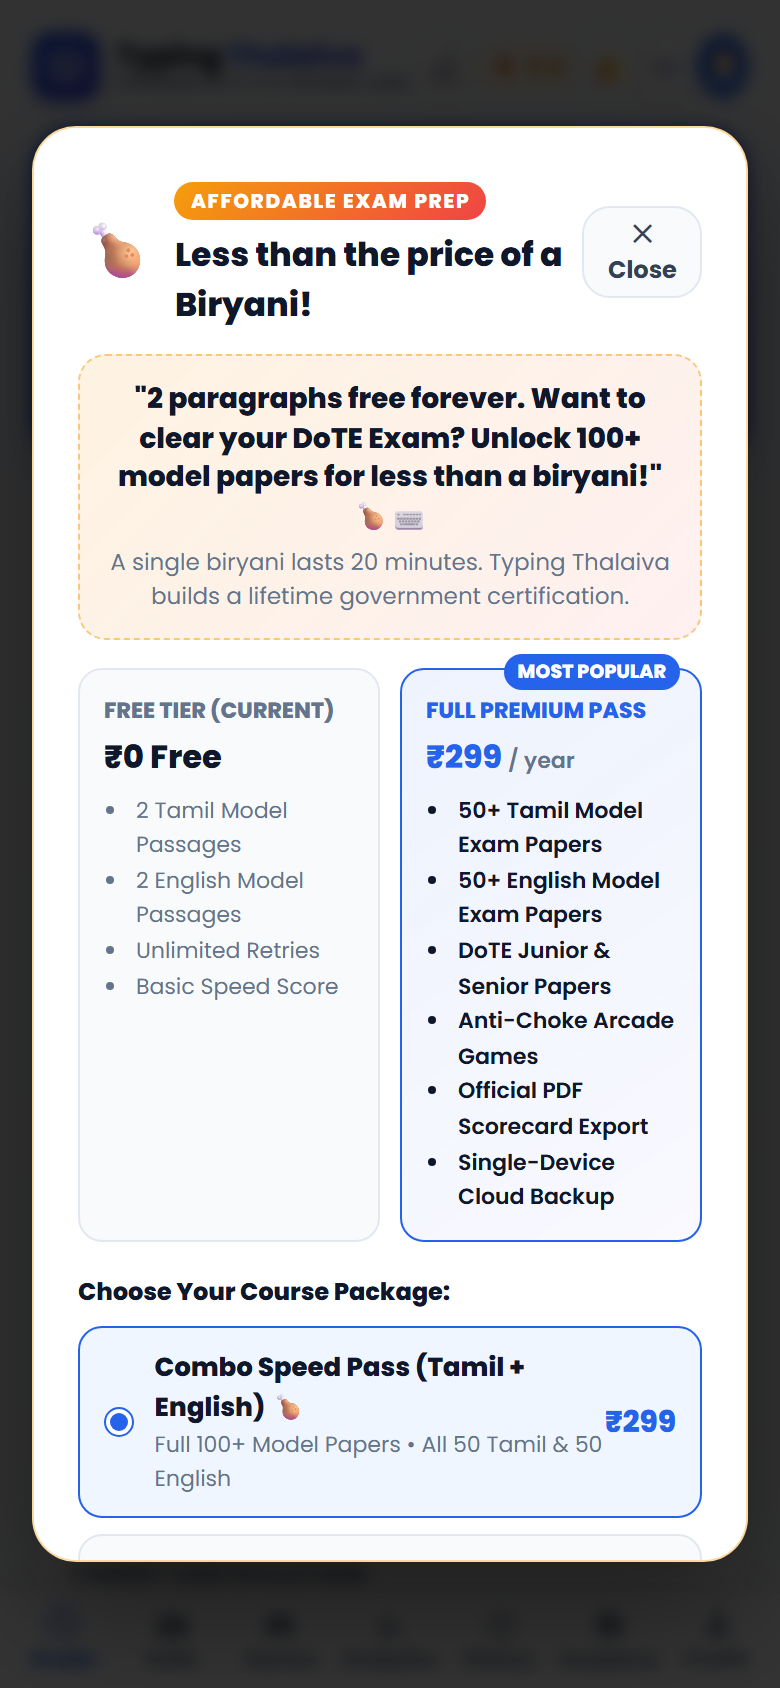 AFFORDABLE EXAM PREP
Less than the price of a
Biryani!
Close
"2 paragraphs free forever. Want to
clear your DoTE Exam? Unlock 100+
model papers for less than a biryani!"
A single biryani lasts 20 minutes. Typing Thalaiva
builds a lifetime government certification.
FREE TIER (CURRENT)
₹0 Free
• 2 Tamil Model
Passages
• 2 English Model
Passages
• Unlimited Retries
• Basic Speed Score
MOST POPULAR
FULL PREMIUM PASS
₹299 / year
• 50+ Tamil Model
Exam Papers
• 50+ English Model
Exam Papers
• DoTE Junior &
Senior Papers
• Anti-Choke Arcade
Games
• Official PDF
Scorecard Export
• Single-Device
Cloud Backup
Choose Your Course Package:
Combo Speed Pass (Tamil +
English)
₹299
Full 100+ Model Papers • All 50 Tamil & 50
English